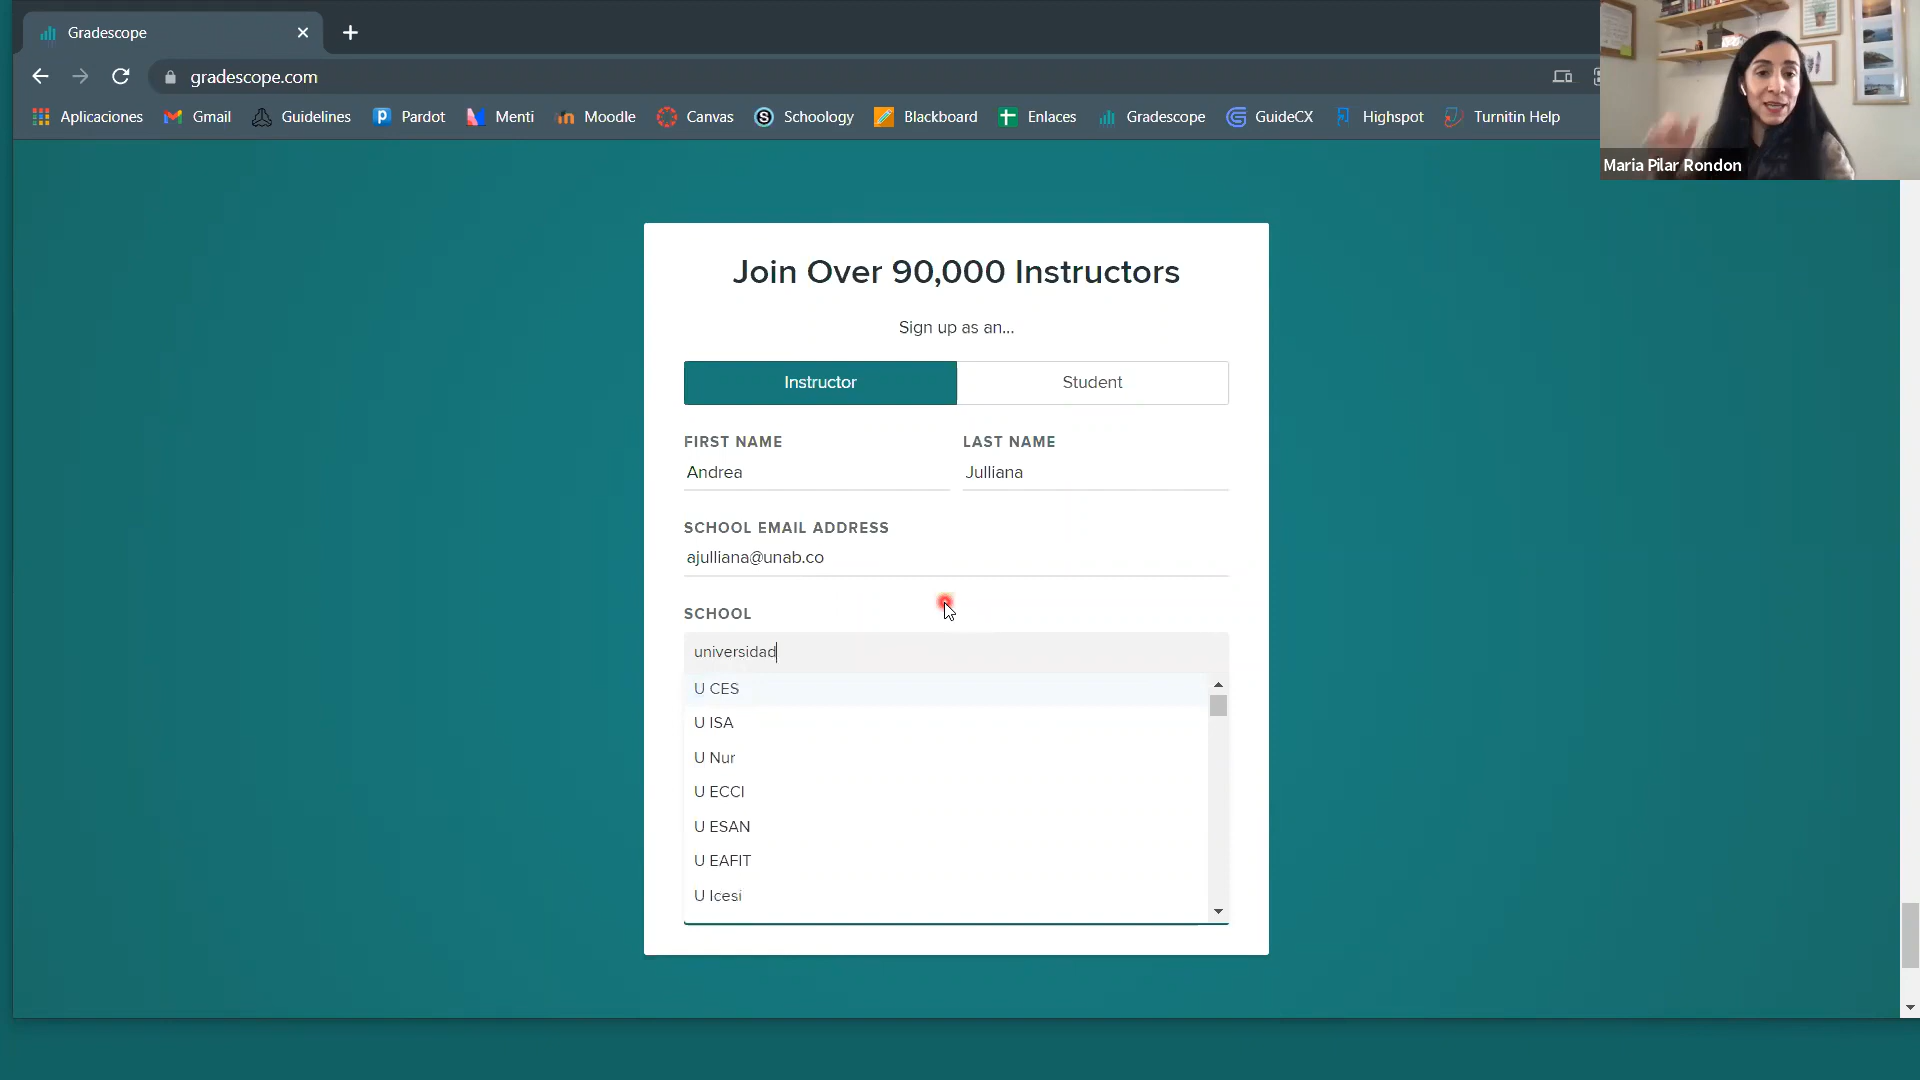 Gradescope
gradescope.com
Aplicaciones Gmail Guidelines Pardot Menti Moodle Canvas Schoology Blackboard Enlaces Gradescope GuideCX Highspot Turnitin Help
Maria Pilar Rondon
Join Over 90,000 Instructors
Sign up as an...
Instructor Student
FIRST NAME LAST NAME
Andrea Julliana
SCHOOL EMAIL ADDRESS
ajulliana@unab.co
SCHOOL
universidad
U CES
U ISA
U Nur
U ECCI
U ESAN
U EAFIT
U Icesi